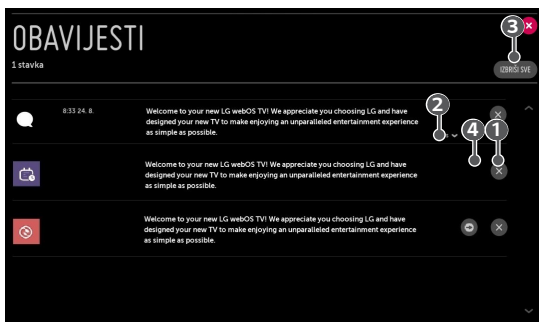 OBAVIJESTI
1 stavka
3
IZBRIŠI SVE
8:33 24. 8.
Welcome to your new LG webOS TV! We appreciate you choosing LG and have
designed your new TV to make enjoying an unparalleled entertainment experience
as simple as possible.
2
4
1
Welcome to your new LG webOS TV! We appreciate you choosing LG and have
designed your new TV to make enjoying an unparalleled entertainment experience
as simple as possible.
Welcome to your new LG webOS TV! We appreciate you choosing LG and have
designed your new TV to make enjoying an unparalleled entertainment experience
as simple as possible.